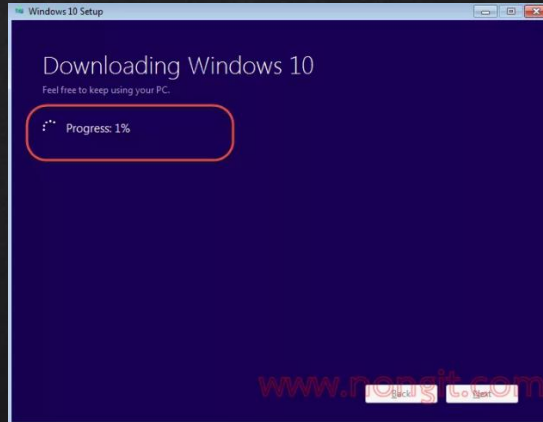 Windows 10 Setup
Downloading Windows 10
Feel free to keep using your PC.
Progress: 1%
www.nongit.com
Back
Next